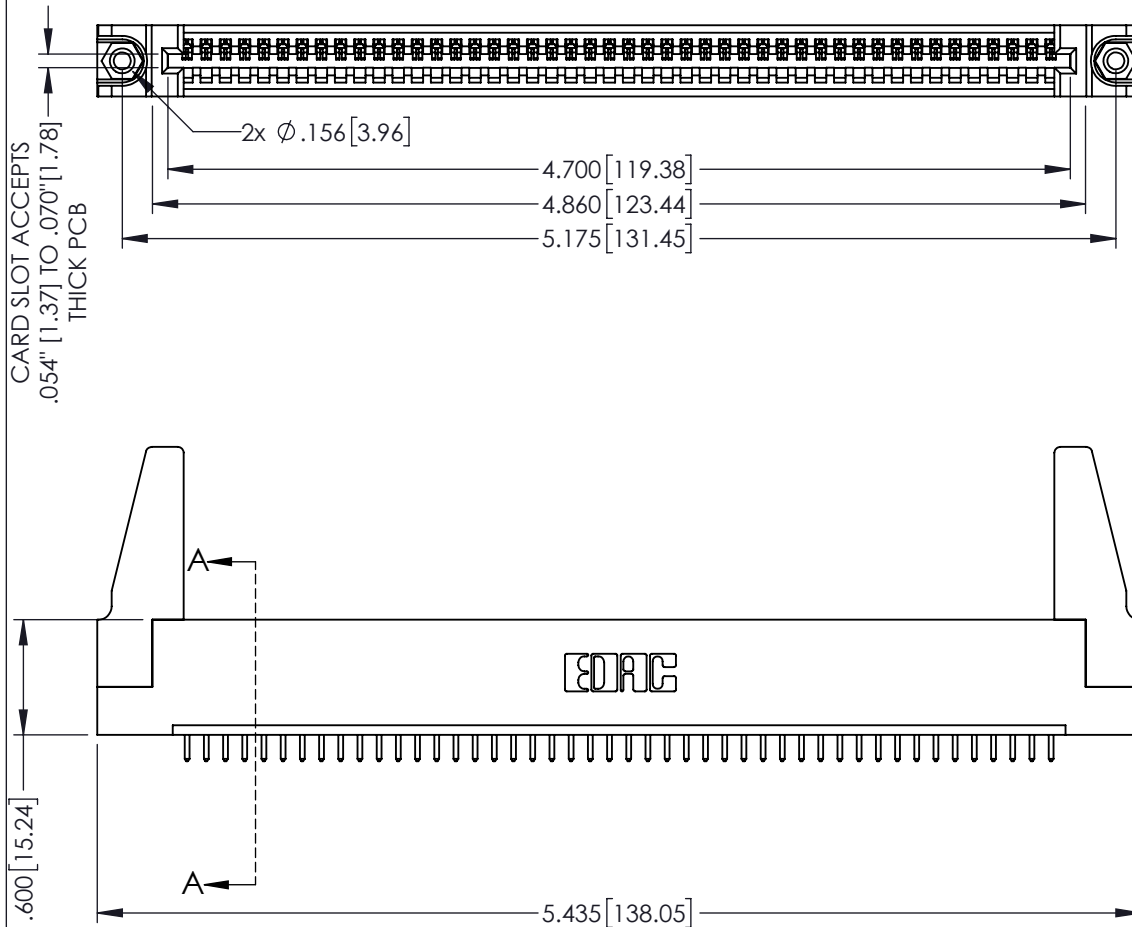 2x Ø.156[3.96]
4.700[119.38]
4.860[123.44]
5.175[131.45]
CARD SLOT ACCEPTS
.054" [1.37] TO .070"[1.78]
THICK PCB
A
EDAC
A
.600[15.24]
5.435[138.05]